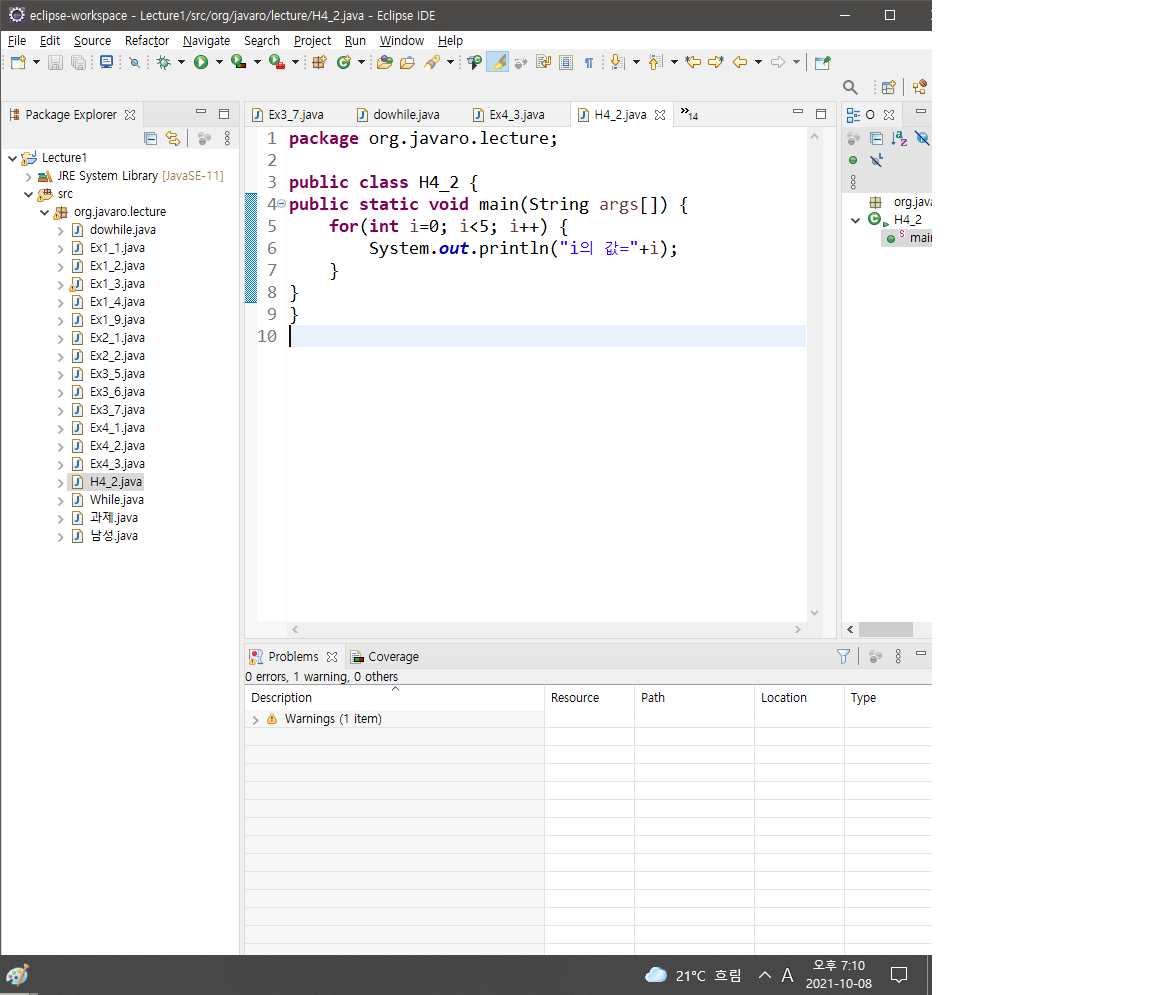 eclipse-workspace - Lecture1/src/org/javaro/lecture/H4_2.java - Eclipse IDE
File Edit Source Refactor Navigate Search Project Run Window Help
Package Explorer
Lecture1
JRE System Library [JavaSE-11]
src
org.javaro.lecture
dowhile.java
Ex1_1.java
Ex1_2.java
Ex1_3.java
Ex1_4.java
Ex1_9.java
Ex2_1.java
Ex2_2.java
Ex3_5.java
Ex3_6.java
Ex3_7.java
Ex4_1.java
Ex4_2.java
Ex4_3.java
H4_2.java
While.java
과제.java
남성.java
Ex3_7.java dowhile.java Ex4_3.java H4_2.java »14
1 package org.javaro.lecture;
2
3 public class H4_2 {
4 public static void main(String args[]) {
5 for(int i=0; i<5; i++) {
6 System.out.println("i의 값="+i);
7 }
8 }
9 }
10
O
org.java
H4_2
main
Problems Coverage
0 errors, 1 warning, 0 others
Description Resource Path Location Type
Warnings (1 item)
21°C 흐림 A 오후 7:10
2021-10-08